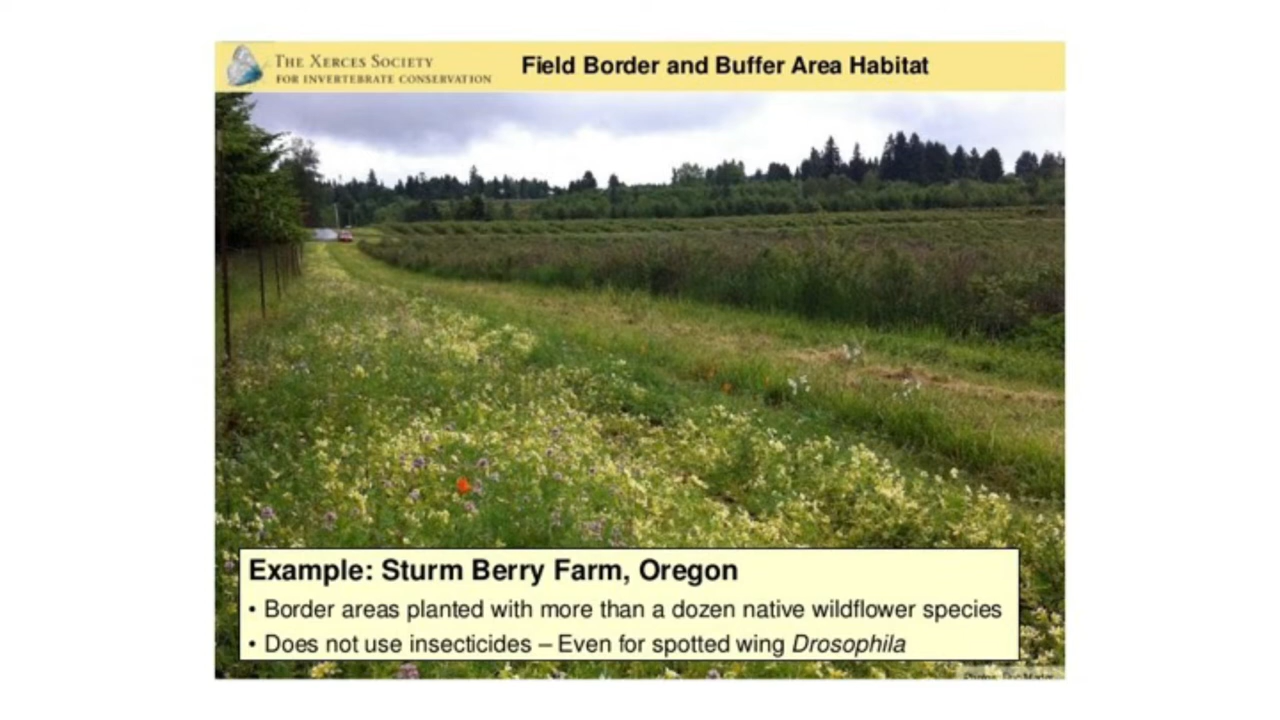 The Xerces Society
for invertebrate conservation
Field Border and Buffer Area Habitat
Example: Sturm Berry Farm, Oregon
• Border areas planted with more than a dozen native wildflower species
• Does not use insecticides – Even for spotted wing Drosophila